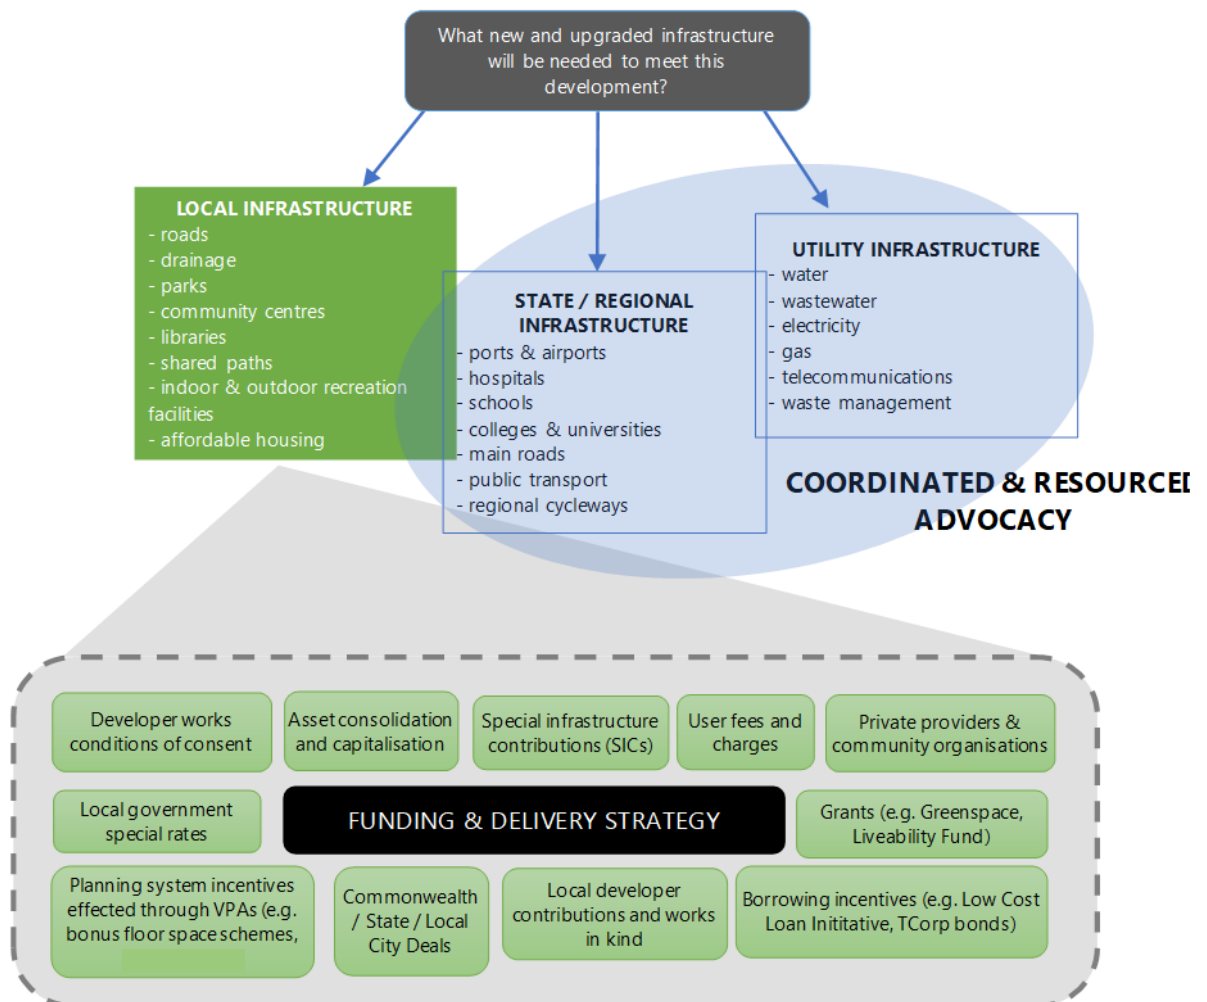 What new and upgraded infrastructure
will be needed to meet this
development?
LOCAL INFRASTRUCTURE
- roads
- drainage
- parks
- community centres
- libraries
- shared paths
- indoor & outdoor recreation
facilities
- affordable housing
STATE / REGIONAL
INFRASTRUCTURE
- ports & airports
- hospitals
- schools
- colleges & universities
- main roads
- public transport
- regional cycleways
UTILITY INFRASTRUCTURE
- water
- wastewater
- electricity
- gas
- telecommunications
- waste management
COORDINATED & RESOURCED
ADVOCACY
Developer works
conditions of consent
Asset consolidation
and capitalisation
Special infrastructure
contributions (SICs)
User fees and
charges
Private providers &
community organisations
Local government
special rates
FUNDING & DELIVERY STRATEGY
Grants (e.g. Greenspace,
Liveability Fund)
Planning system incentives
effected through VPAs (e.g.
bonus floor space schemes,
Commonwealth
/ State / Local
City Deals
Local developer
contributions and works
in kind
Borrowing incentives (e.g. Low Cost
Loan Inititative, TCorp bonds)